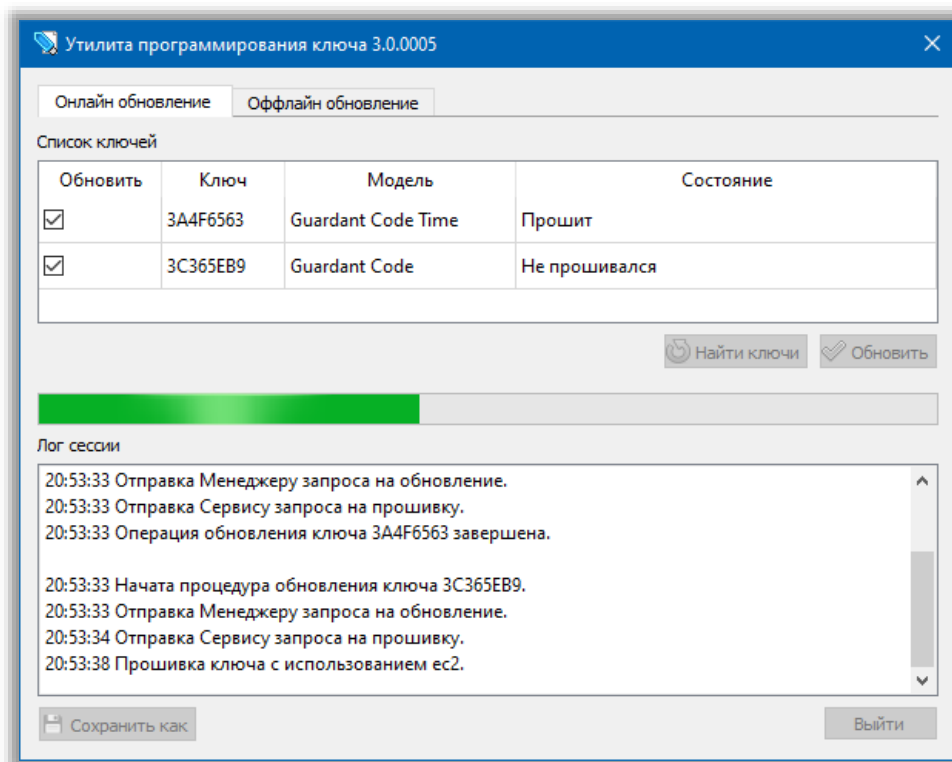 Утилита программирования ключа 3.0.0005
Онлайн обновление Оффлайн обновление
Список ключей
Обновить Ключ Модель Состояние
3A4F6563 Guardant Code Time Прошит
3C365EB9 Guardant Code Не прошивался
Найти ключи Обновить
Лог сессии
20:53:33 Отправка Менеджеру запроса на обновление.
20:53:33 Отправка Сервису запроса на прошивку.
20:53:33 Операция обновления ключа 3A4F6563 завершена.
20:53:33 Начата процедура обновления ключа 3C365EB9.
20:53:33 Отправка Менеджеру запроса на обновление.
20:53:34 Отправка Сервису запроса на прошивку.
20:53:38 Прошивка ключа с использованием ec2.
Сохранить как Выйти